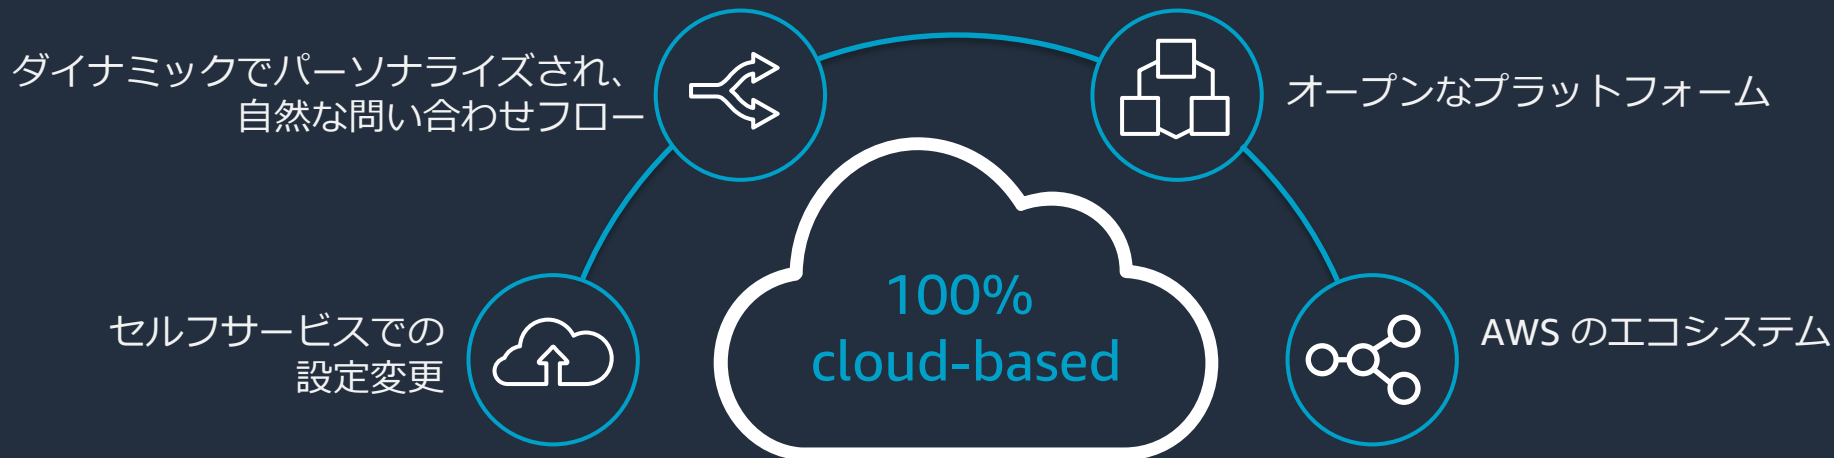 ダイナミックでパーソナライズされ、
自然な問い合わせフロー
オープンなプラットフォーム
セルフサービスでの
設定変更
100%
cloud-based
AWS のエコシステム